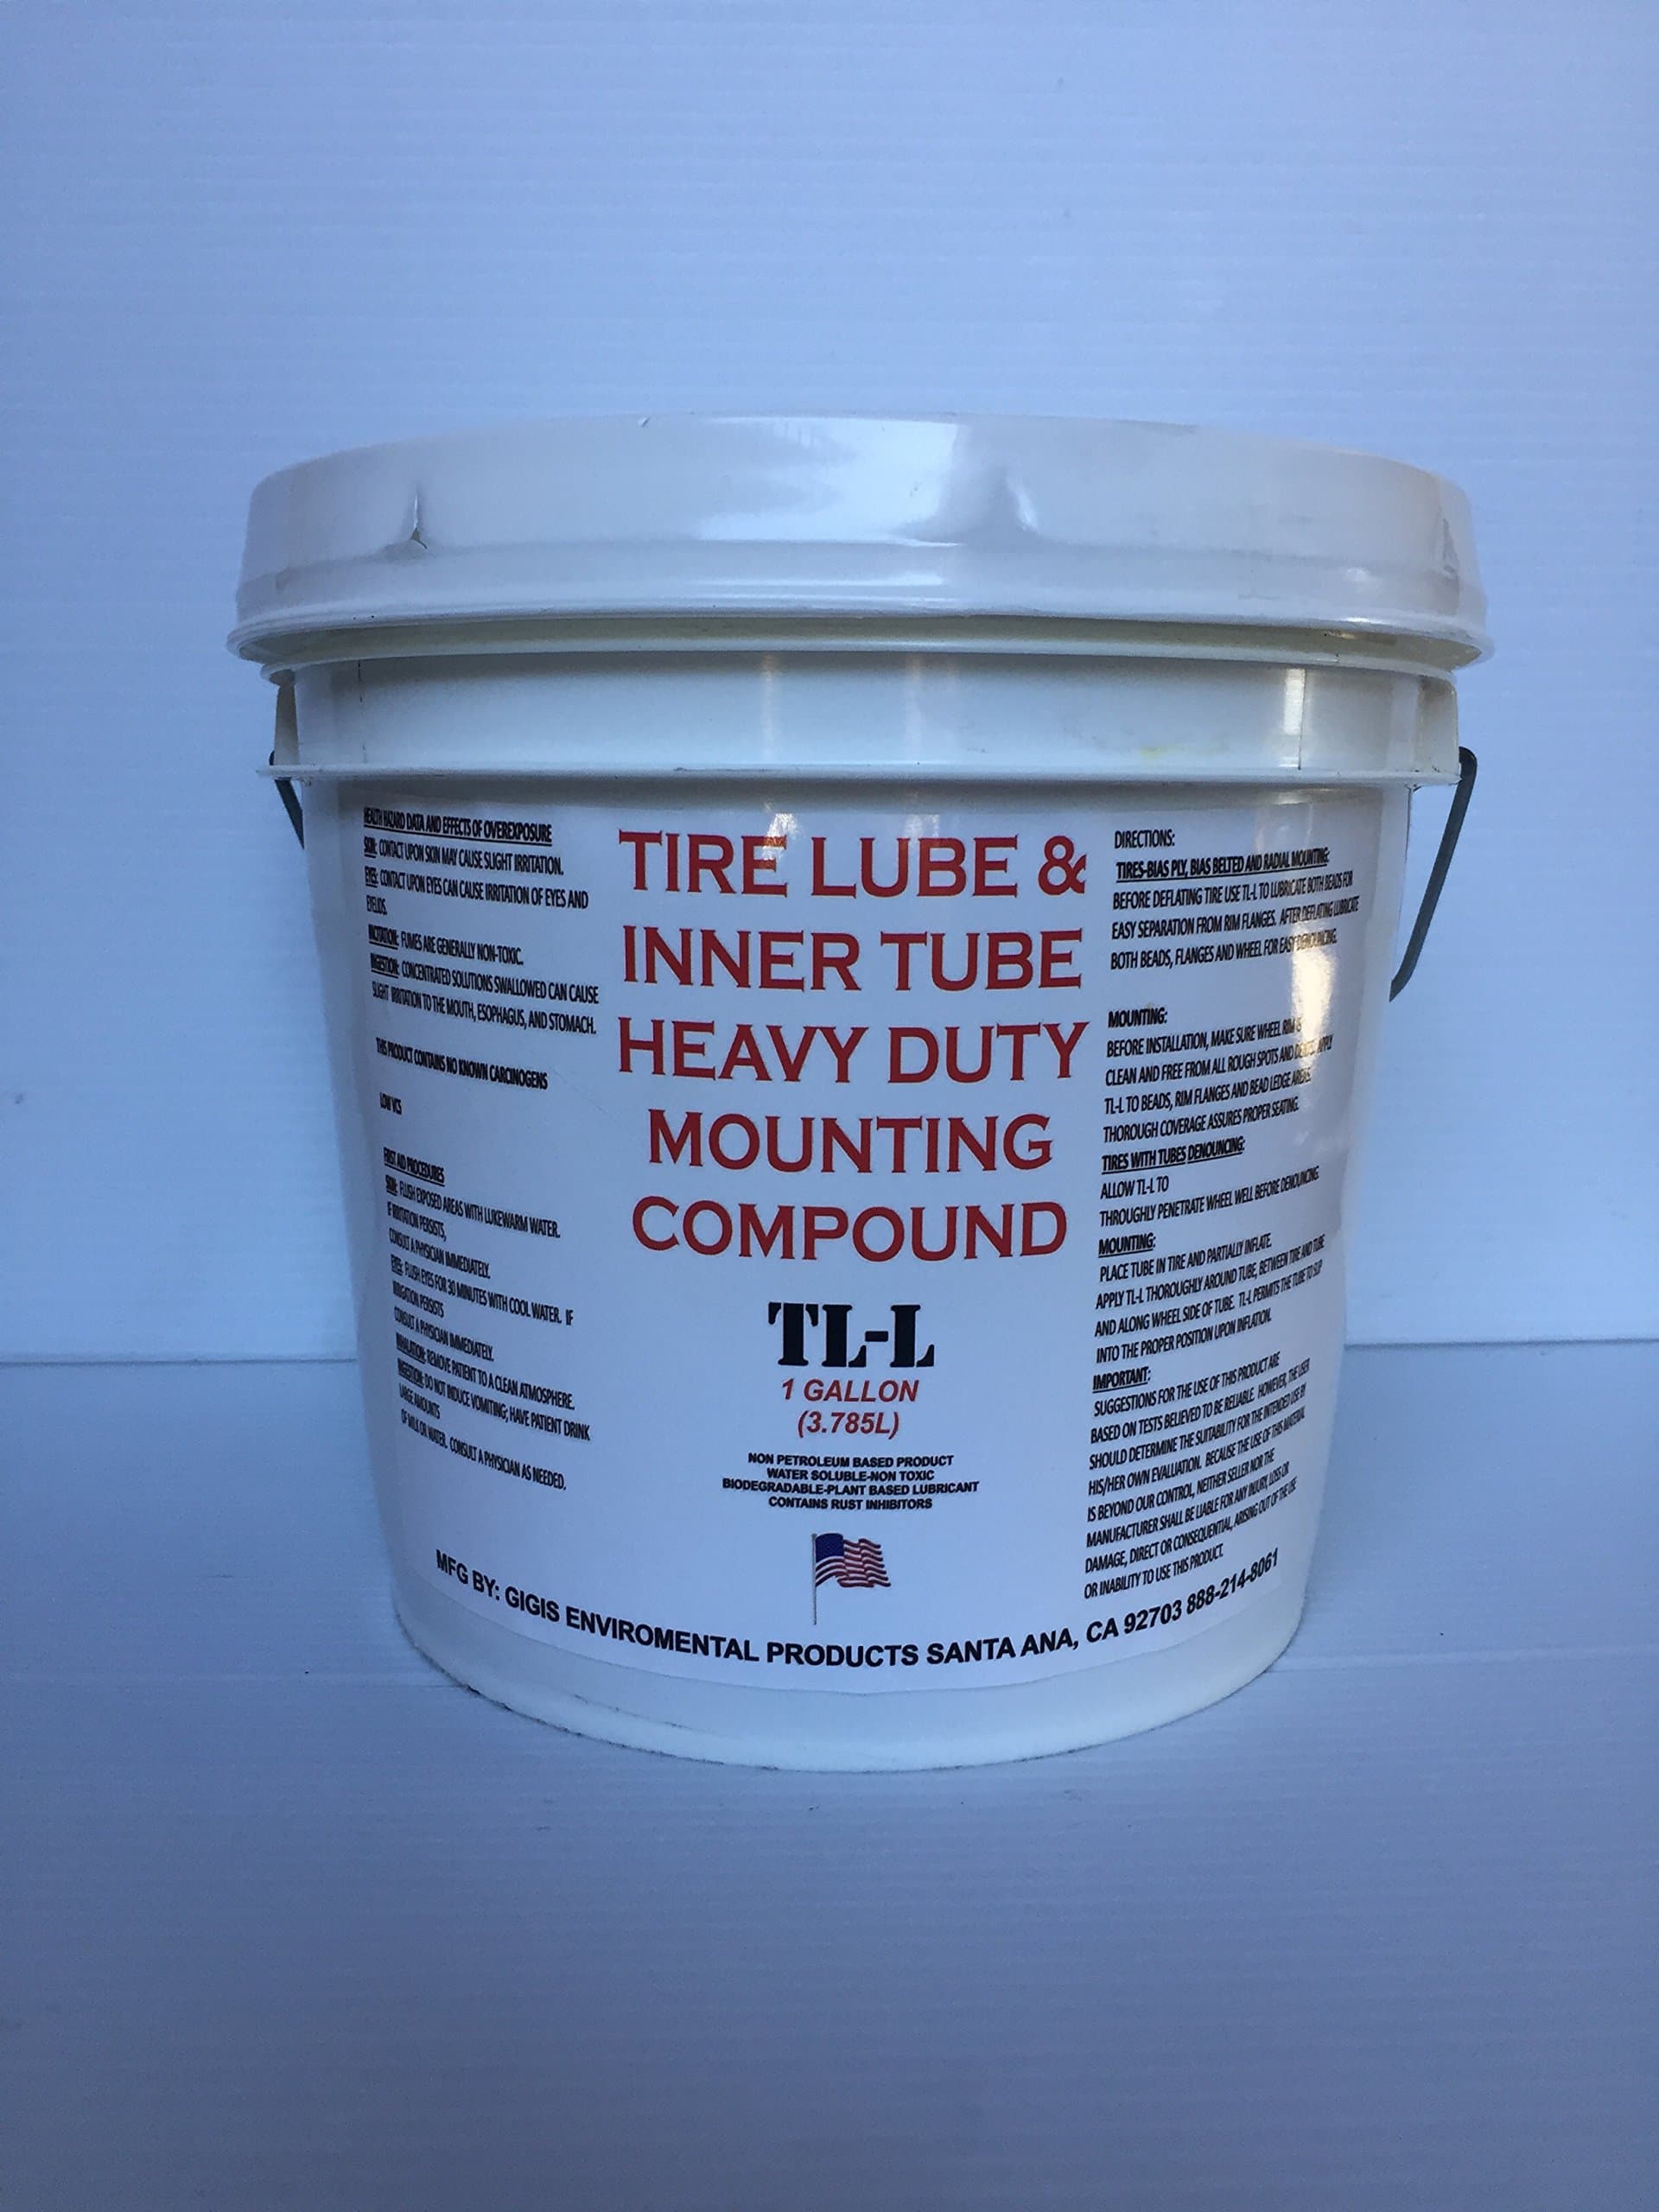 HEALTH HAZARD DATA AND EFFECTS OF OVEREXPOSURE
SKIN: CONTACT UPON SKIN MAY CAUSE SLIGHT IRRITATION.
EYES: CONTACT UPON EYES CAN CAUSE IRRITATION OF EYES AND
EYELIDS.
FUMES ARE GENERALLY NON-TOXIC.
INGESTION: CONCENTRATED SOLUTIONS SWALLOWED CAN CAUSE
SLIGHT IRRITATION TO THE MOUTH, ESOPHAGUS, AND STOMACH.
THIS PRODUCT CONTAINS NO KNOWN CARCINOGENS
LOW VCS
FIRST AID PROCEDURES
SKIN: FLUSH EXPOSED AREAS WITH LUKEWARM WATER.
IF IRRITATION PERSISTS,
CONSULT A PHYSICIAN IMMEDIATELY.
EYES: FLUSH EYES FOR 30 MINUTES WITH COOL WATER. IF
PERSISTS
CONSULT A PHYSICIAN IMMEDIATELY.
INHALATION: REMOVE PATIENT TO A CLEAN ATMOSPHERE.
INGESTION: DO NOT INDUCE VOMITING; HAVE PATIENT DRINK
LARGE AMOUNTS
OF MILK OR WATER. CONSULT A PHYSICIAN AS NEEDED.
TIRE LUBE &
INNER TUBE
HEAVY DUTY
MOUNTING
COMPOUND
TL-L
1 GALLON
(3.785L)
NON PETROLEUM BASED PRODUCT
WATER SOLUBLE-NON TOXIC
BIODEGRADABLE-PLANT BASED LUBRICANT
CONTAINS RUST INHIBITORS
DIRECTIONS:
TIRES-BIAS PLY, BIAS BELTED AND RADIAL MOUNTING:
BEFORE DEFLATING TIRE USE TL-L TO LUBRICATE BOTH BEADS FOR
EASY SEPARATION FROM RIM FLANGES. AFTER DEFLATING LUBRICATE
BOTH BEADS, FLANGES AND WHEEL FOR EASY DENOUNCING.
MOUNTING:
BEFORE INSTALLATION, MAKE SURE WHEEL RIM IS
CLEAN AND FREE FROM ALL ROUGH SPOTS AND APPLY
TL-L TO BEADS, RIM FLANGES AND BEAD LEDGE AREAS.
THOROUGH COVERAGE ASSURES PROPER SEATING.
TIRES WITH TUBES DENOUNCING:
ALLOW TL-L TO
THROUGHLY PENETRATE WHEEL WELL BEFORE DENOUNCING.
MOUNTING:
PLACE TUBE IN TIRE AND PARTIALLY INFLATE.
APPLY TL-L THOROUGHLY AROUND TUBE, BETWEEN TIRE AND TUBE
AND ALONG WHEEL SIDE OF TUBE. TL-L PERMITS THE TUBE TO SLIP
INTO THE PROPER POSITION UPON INFLATION.
IMPORTANT:
SUGGESTIONS FOR THE USE OF THIS PRODUCT ARE
BASED ON TESTS BELIEVED TO BE RELIABLE. HOWEVER, THE USER
SHOULD DETERMINE THE SUITABILITY FOR THE INTENDED USE BY
HIS/HER OWN EVALUATION. BECAUSE THE USE OF THIS MATERIAL
IS BEYOND OUR CONTROL, NEITHER SELLER NOR THE
MANUFACTURER SHALL BE LIABLE FOR ANY INJURY, LOSS OR
DAMAGE, DIRECT OR CONSEQUENTIAL, ARISING OUT OF THE USE
OR INABILITY TO USE THIS PRODUCT.
MFG BY: GIGIS ENVIROMENTAL PRODUCTS SANTA ANA, CA 92703 888-214-8061